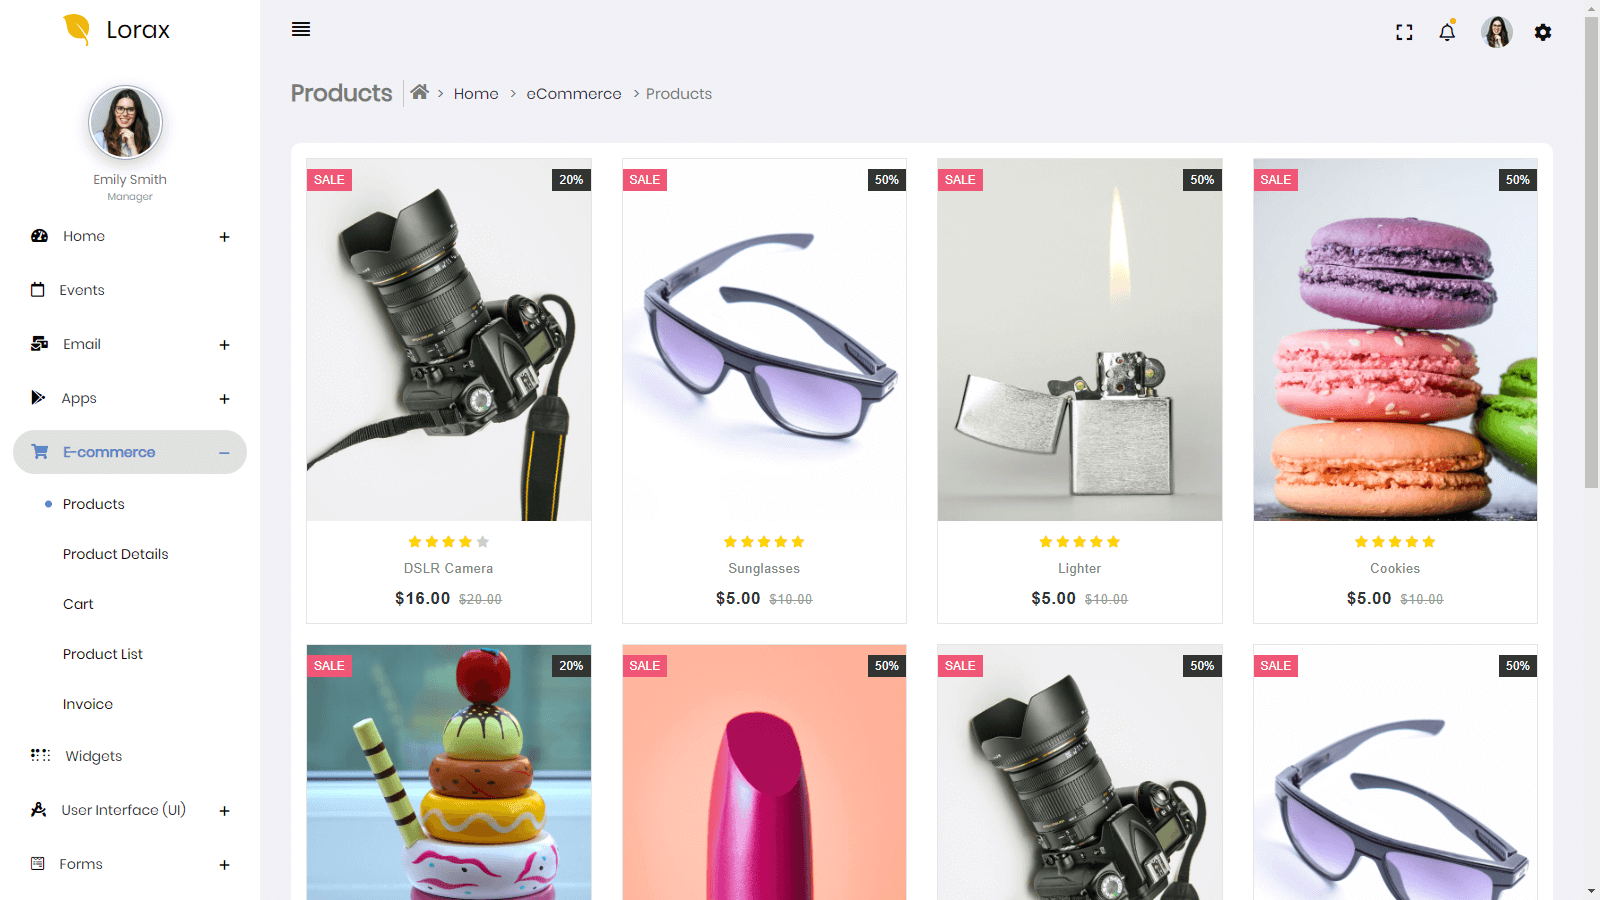 Lorax
Emily Smith
Manager
Home
Events
Email
Apps
E-commerce
Products
Product Details
Cart
Product List
Invoice
Widgets
User Interface (UI)
Forms
Products > Home > eCommerce > Products
SALE 20%
DSLR Camera
$16.00 $20.00
SALE 50%
Sunglasses
$5.00 $10.00
SALE 50%
Lighter
$5.00 $10.00
SALE 50%
Cookies
$5.00 $10.00
SALE 20%
SALE 50%
SALE 50%
SALE 50%